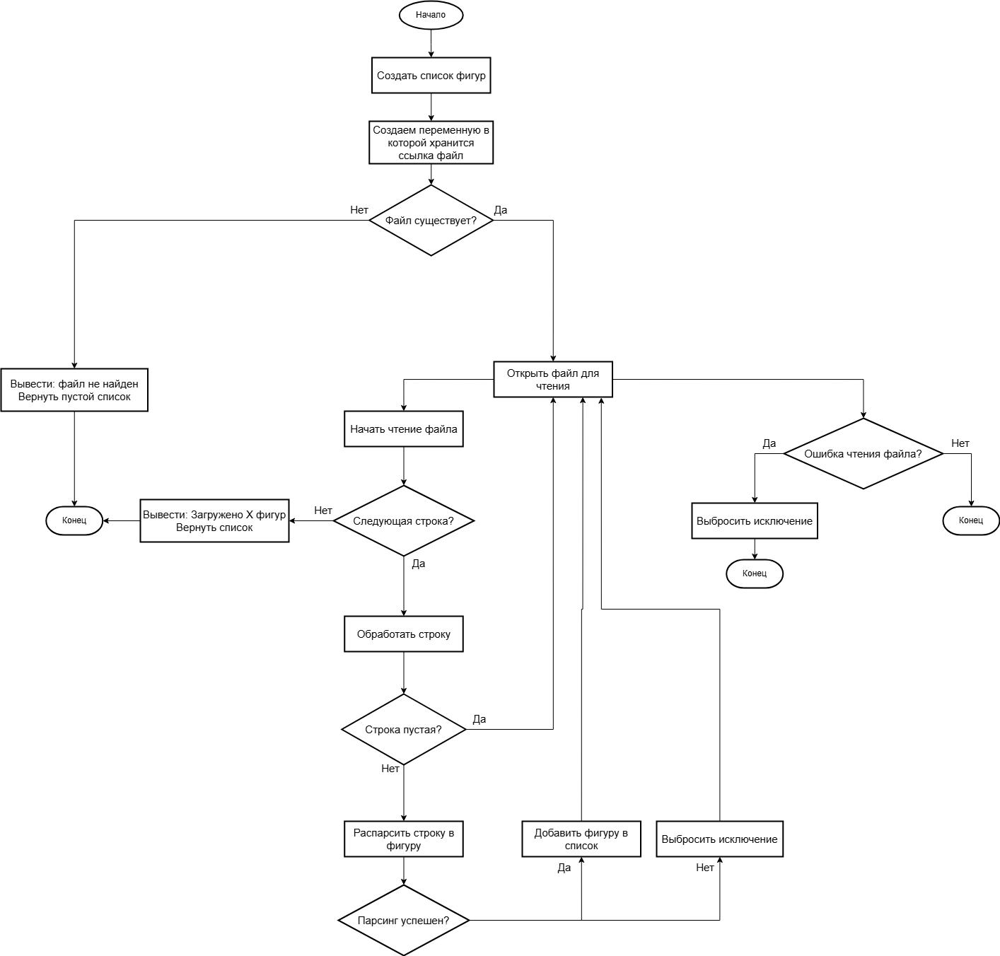 Начало
Создать список фигур
Создаем переменную в
которой хранится
ссылка файл
Нет
Да
Файл существует?
Вывести: файл не найден
Вернуть пустой список
Открыть файл для
чтения
Начать чтение файла
Да
Ошибка чтения файла?
Нет
Конец
Вывести: Загружено X фигур
Вернуть список
Нет
Следующая строка?
Да
Выбросить исключение
Конец
Конец
Обработать строку
Строка пустая?
Да
Нет
Распарсить строку в
фигуру
Добавить фигуру в
список
Выбросить исключение
Да
Нет
Парсинг успешен?